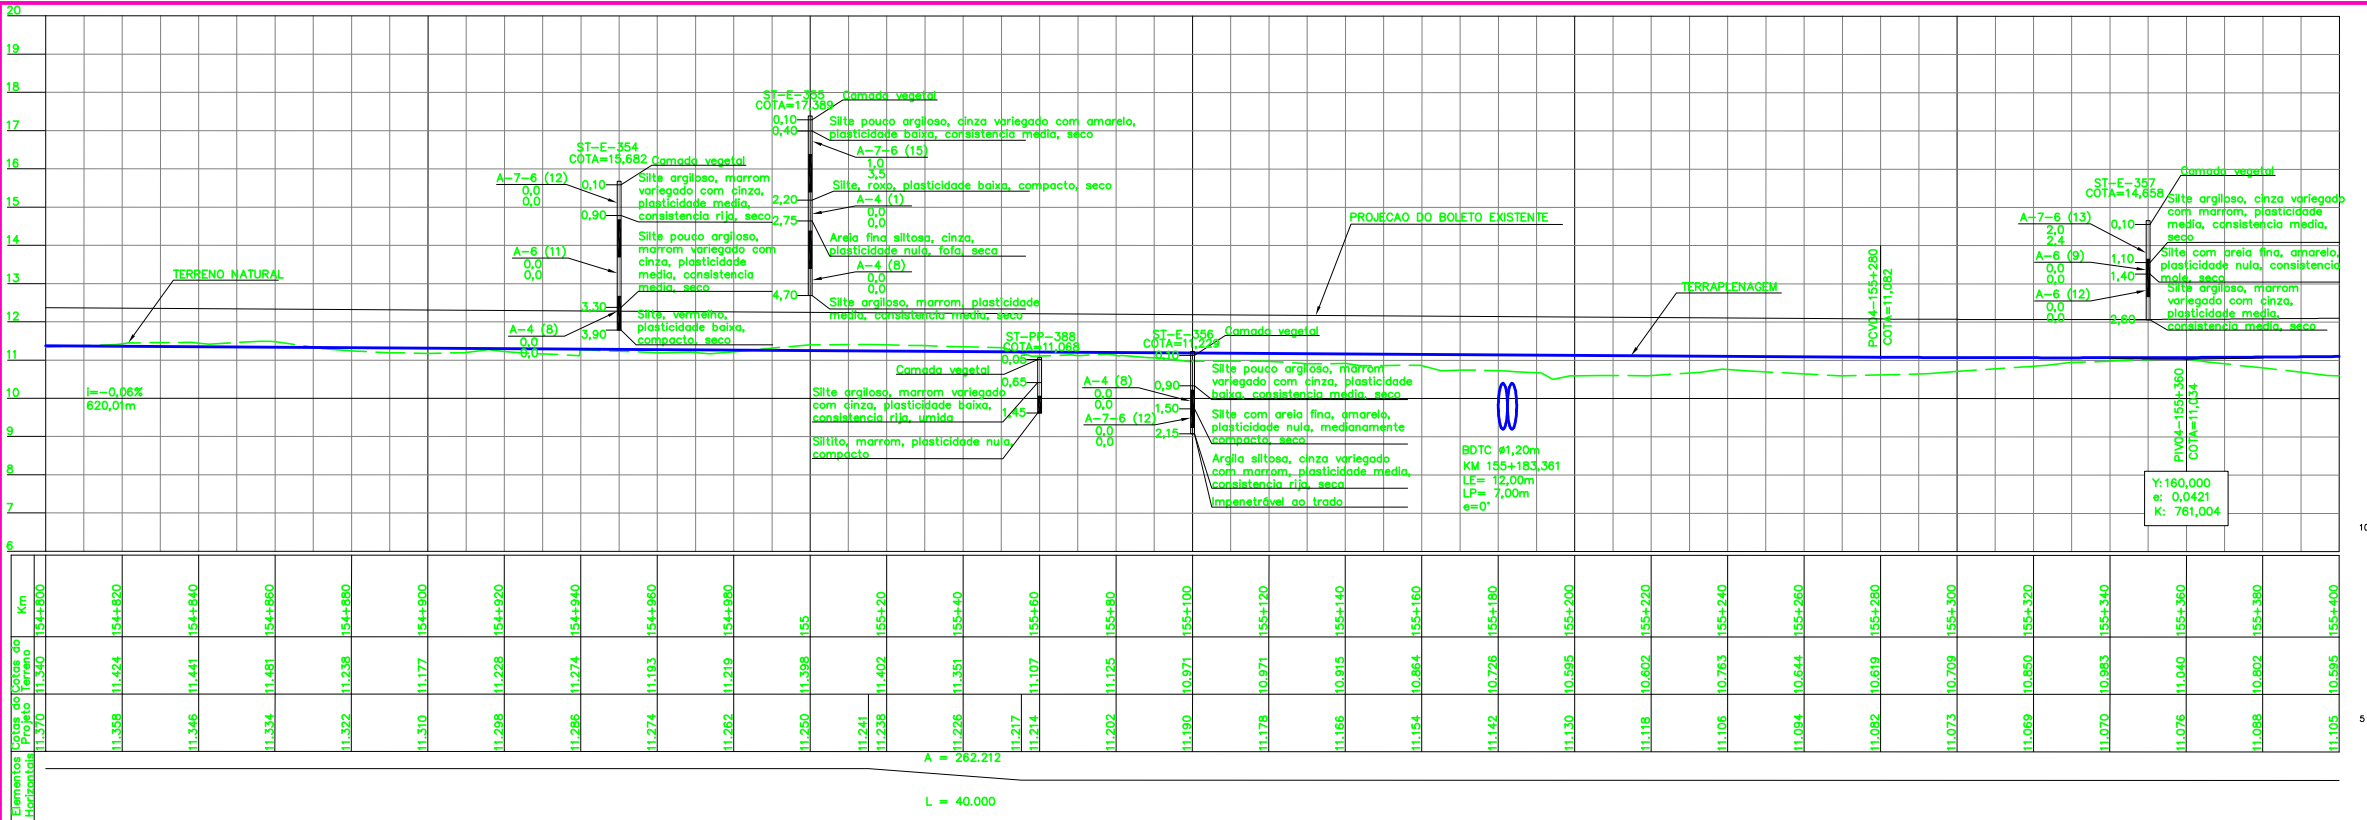 20
19
18
17
16
15
14
13
12
11
10
9
8
7
6
TERRENO NATURAL
i=-0,06%
620,01m
ST-E-354
COTA=15,682
Camada vegetal
A-7-6 (12)
0,0
0,0
0,10
Silte argiloso, marrom
variegado com cinza,
plasticidade media,
consistencia rija, seco
0,90
Silte pouco argiloso,
marrom variegado com
cinza, plasticidade
media, consistencia
media, seco
A-6 (11)
0,0
0,0
3,30
Silte, vermelho,
plasticidade baixa,
compacto, seco
A-4 (8)
0,0
0,0
3,90
ST-E-355
COTA=17,389
Camada vegetal
0,10
0,40
Silte pouco argiloso, cinza variegado com amarelo,
plasticidade baixa, consistencia media, seco
A-7-6 (15)
1,0
3,5
Silte, roxo, plasticidade baixa, compacto, seco
2,20
A-4 (1)
0,0
0,0
2,75
Areia fina siltosa, cinza,
plasticidade nula, fofa, seca
A-4 (8)
0,0
0,0
4,70
Silte argiloso, marrom, plasticidade
media, consistencia media, seco
ST-PP-388
COTA=11,068
0,05
Camada vegetal
0,65
Silte argiloso, marrom variegado
com cinza, plasticidade baixa,
consistencia rija, umida
1,45
Siltito, marrom, plasticidade nula,
compacto
ST-E-356
COTA=11,229
Camada vegetal
0,10
Silte pouco argiloso, marrom
variegado com cinza, plasticidade
baixa, consistencia media, seco
A-4 (8)
0,0
0,0
0,90
1,50
Silte com areia fina, amarelo,
plasticidade nula, medianamente
compacto, seco
A-7-6 (12)
0,0
0,0
2,15
Argila siltosa, cinza variegado
com marrom, plasticidade media,
consistencia rija, seca
Impenetrável ao trado
PROJECAO DO BOLETO EXISTENTE
BDTC ø1,20m
KM 155+183,361
LE= 12,00m
LP= 7,00m
e=0°
TERRAPLENAGEM
PCV04-155+280
COTA=11,082
ST-E-357
COTA=14,658
Camada vegetal
A-7-6 (13)
2,0
2,4
0,10
Silte argiloso, cinza variegado
com marrom, plasticidade
media, consistencia media,
seco
A-6 (9)
0,0
0,0
1,10
1,40
Silte com areia fina, amarelo,
plasticidade nula, consistencia
mole, seco
A-6 (12)
0,0
0,0
2,60
Silte argiloso, marrom
variegado com cinza,
plasticidade media,
consistencia media, seco
PIV04-155+360
COTA=11,034
Y:160,000
e: 0,0421
K: 761,004
10
Km
154+800 154+820 154+840 154+860 154+880 154+900 154+920 154+940 154+960 154+980 155 155+20 155+40 155+60 155+80 155+100 155+120 155+140 155+160 155+180 155+200 155+220 155+240 155+260 155+280 155+300 155+320 155+340 155+360 155+380 155+400
Cotas do
Terreno
11.340 11.424 11.441 11.481 11.238 11.177 11.228 11.274 11.193 11.219 11.398 11.402 11.351 11.107 11.125 10.971 10.971 10.915 10.864 10.726 10.595 10.602 10.763 10.644 10.619 10.709 10.850 10.983 11.040 10.802 10.595
Cotas do
Projeto
11.370 11.358 11.346 11.334 11.322 11.310 11.298 11.286 11.274 11.262 11.250 11.241 11.238 11.226 11.217 11.214 11.202 11.190 11.178 11.166 11.154 11.142 11.130 11.118 11.106 11.094 11.082 11.073 11.069 11.070 11.076 11.088 11.105
5
Elementos
Horizontais
A = 262.212
L = 40.000